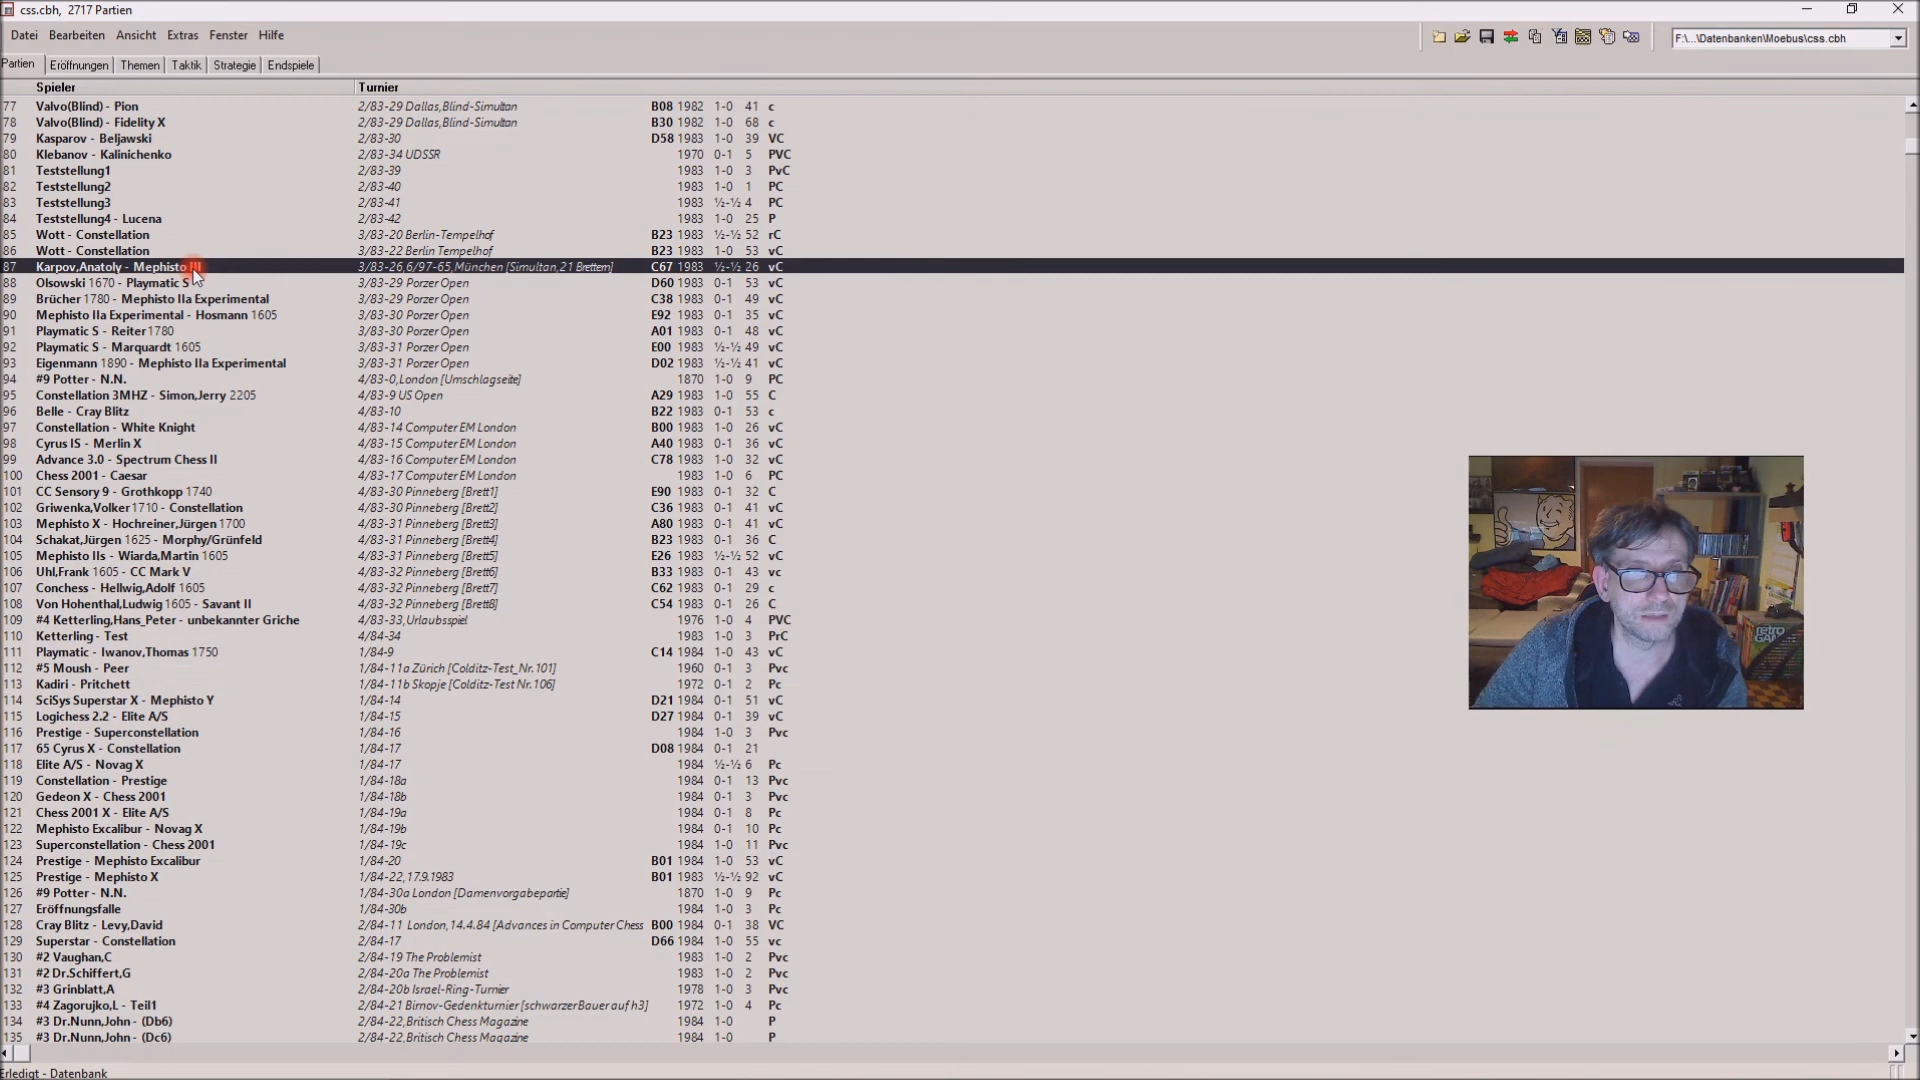 css.cbh, 2717 Partien
Datei Bearbeiten Ansicht Extras Fenster Hilfe
F:\...\Datenbanken\Moebus\css.cbh
Partien Eröffnungen Themen Taktik Strategie Endspiele
Spieler Turnier
77 Valvo(Blind) - Pion 2/83-29 Dallas,Blind-Simultan B08 1982 1-0 41 c
78 Valvo(Blind) - Fidelity X 2/83-29 Dallas,Blind-Simultan B30 1982 1-0 68 c
79 Kasparov - Beljawski 2/83-30 D58 1983 1-0 39 VC
80 Klebanov - Kalinichenko 2/83-34 UDSSR 1970 0-1 5 PVC
81 Teststellung1 2/83-39 1983 1-0 3 PvC
82 Teststellung2 2/83-40 1983 1-0 1 PC
83 Teststellung3 2/83-41 1983 ½-½ 4 PC
84 Teststellung4 - Lucena 2/83-42 1983 1-0 25 P
85 Wott - Constellation 3/83-20 Berlin-Tempelhof B23 1983 ½-½ 52 rC
86 Wott - Constellation 3/83-22 Berlin Tempelhof B23 1983 1-0 53 vC
87 Karpov,Anatoly - Mephisto III 3/83-26,6/97-65,München [Simultan,21 Brettern] C67 1983 ½-½ 26 vC
88 Olsowski 1670 - Playmatic S 3/83-29 Porzer Open D60 1983 0-1 53 vC
89 Brücher 1780 - Mephisto IIa Experimental 3/83-29 Porzer Open C38 1983 0-1 49 vC
90 Mephisto IIa Experimental - Hosmann 1605 3/83-30 Porzer Open E92 1983 0-1 35 vC
91 Playmatic S - Reiter 1780 3/83-30 Porzer Open A01 1983 0-1 48 vC
92 Playmatic S - Marquardt 1605 3/83-31 Porzer Open E00 1983 ½-½ 49 vC
93 Eigenmann 1890 - Mephisto IIa Experimental 3/83-31 Porzer Open D02 1983 ½-½ 41 vC
94 #9 Potter - N.N. 4/83-0,London [Umschlagseite] 1870 1-0 9 PC
95 Constellation 3MHZ - Simon,Jerry 2205 4/83-9 US Open A29 1983 1-0 55 C
96 Belle - Cray Blitz 4/83-10 B22 1983 0-1 53 c
97 Constellation - White Knight 4/83-14 Computer EM London B00 1983 1-0 26 vC
98 Cyrus IS - Merlin X 4/83-15 Computer EM London A40 1983 0-1 36 vC
99 Advance 3.0 - Spectrum Chess II 4/83-16 Computer EM London C78 1983 1-0 32 vC
100 Chess 2001 - Caesar 4/83-17 Computer EM London 1983 1-0 6 PC
101 CC Sensory 9 - Grothkopp 1740 4/83-30 Pinneberg [Brett1] E90 1983 0-1 32 C
102 Griwenka,Volker 1710 - Constellation 4/83-30 Pinneberg [Brett2] C36 1983 0-1 41 vC
103 Mephisto X - Hochreiner,Jürgen 1700 4/83-31 Pinneberg [Brett3] A80 1983 0-1 41 vC
104 Schakat,Jürgen 1625 - Morphy/Grünfeld 4/83-31 Pinneberg [Brett4] B23 1983 0-1 36 C
105 Mephisto IIs - Wiarda,Martin 1605 4/83-31 Pinneberg [Brett5] E26 1983 ½-½ 52 vC
106 Uhl,Frank 1605 - CC Mark V 4/83-32 Pinneberg [Brett6] B33 1983 1-0 43 vc
107 Conchess - Hellwig,Adolf 1605 4/83-32 Pinneberg [Brett7] C62 1983 0-1 29 c
108 Von Hohenthal,Ludwig 1605 - Savant II 4/83-32 Pinneberg [Brett8] C54 1983 0-1 26 C
109 #4 Ketterling,Hans_Peter - unbekannter Griche 4/83-33,Urlaubsspiel 1976 1-0 4 PVC
110 Ketterling - Test 4/84-34 1983 1-0 3 PrC
111 Playmatic - Iwanov,Thomas 1750 1/84-9 C14 1984 1-0 43 vC
112 #5 Moush - Peer 1/84-11a Zürich [Colditz-Test_Nr.101] 1960 0-1 3 Pvc
113 Kadiri - Pritchett 1/84-11b Skopje [Colditz-Test Nr.106] 1972 0-1 2 Pc
114 SciSys Superstar X - Mephisto Y 1/84-14 D21 1984 0-1 51 vC
115 Logichess 2.2 - Elite A/S 1/84-15 D27 1984 0-1 39 vC
116 Prestige - Superconstellation 1/84-16 1984 1-0 3 Pvc
117 65 Cyrus X - Constellation 1/84-17 D08 1984 0-1 21
118 Elite A/S - Novag X 1/84-17 1984 ½-½ 6 Pc
119 Constellation - Prestige 1/84-18a 1984 0-1 13 Pvc
120 Gedeon X - Chess 2001 1/84-18b 1984 0-1 3 Pvc
121 Chess 2001 X - Elite A/S 1/84-19a 1984 0-1 8 Pc
122 Mephisto Excalibur - Novag X 1/84-19b 1984 1-0 10 Pc
123 Superconstellation - Chess 2001 1/84-19c 1984 1-0 11 Pvc
124 Prestige - Mephisto Excalibur 1/84-20 B01 1984 1-0 53 vC
125 Prestige - Mephisto X 1/84-22,17.9.1983 B01 1983 ½-½ 92 vC
126 #9 Potter - N.N. 1/84-30a London [Damenvorgabepartie] 1870 1-0 9 Pc
127 Eröffnungsfalle 1/84-30b 1984 1-0 3 Pc
128 Cray Blitz - Levy,David 2/84-11 London,14.4.84 [Advances in Computer Chess B00 1984 0-1 38 VC
129 Superstar - Constellation 2/84-17 D66 1984 1-0 55 vc
130 #2 Vaughan,C 2/84-19 The Problemist 1983 1-0 2 Pvc
131 #2 Dr.Schiffert,G 2/84-20a The Problemist 1983 1-0 2 Pvc
132 #3 Grinblatt,A 2/84-20b Israel-Ring-Turnier 1978 1-0 3 Pvc
133 #4 Zagorujko,L - Teil1 2/84-21 Birnov-Gedenkturnier [schwarzer Bauer auf h3] 1972 1-0 4 Pc
134 #3 Dr.Nunn,John - (Db6) 2/84-22,Britisch Chess Magazine 1984 1-0 P
135 #3 Dr.Nunn,John - (Dc6) 2/84-22,Britisch Chess Magazine 1984 1-0 P
Erledigt - Datenbank